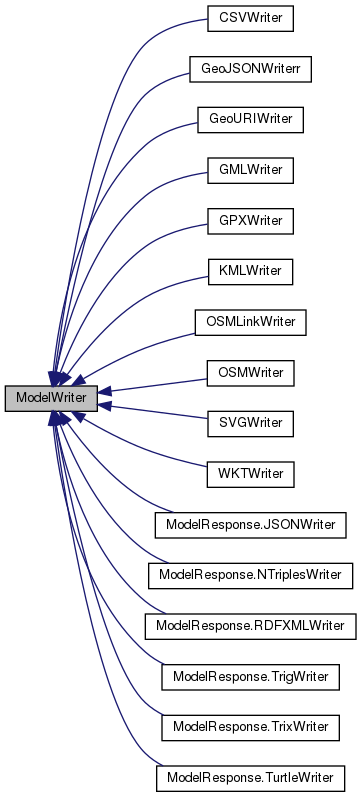 CSVWriter
GeoJSONWriterr
GeoURIWriter
GMLWriter
GPXWriter
KMLWriter
OSMLinkWriter
OSMWriter
ModelWriter
SVGWriter
WKTWriter
ModelResponse.JSONWriter
ModelResponse.NTriplesWriter
ModelResponse.RDFXMLWriter
ModelResponse.TrigWriter
ModelResponse.TrixWriter
ModelResponse.TurtleWriter